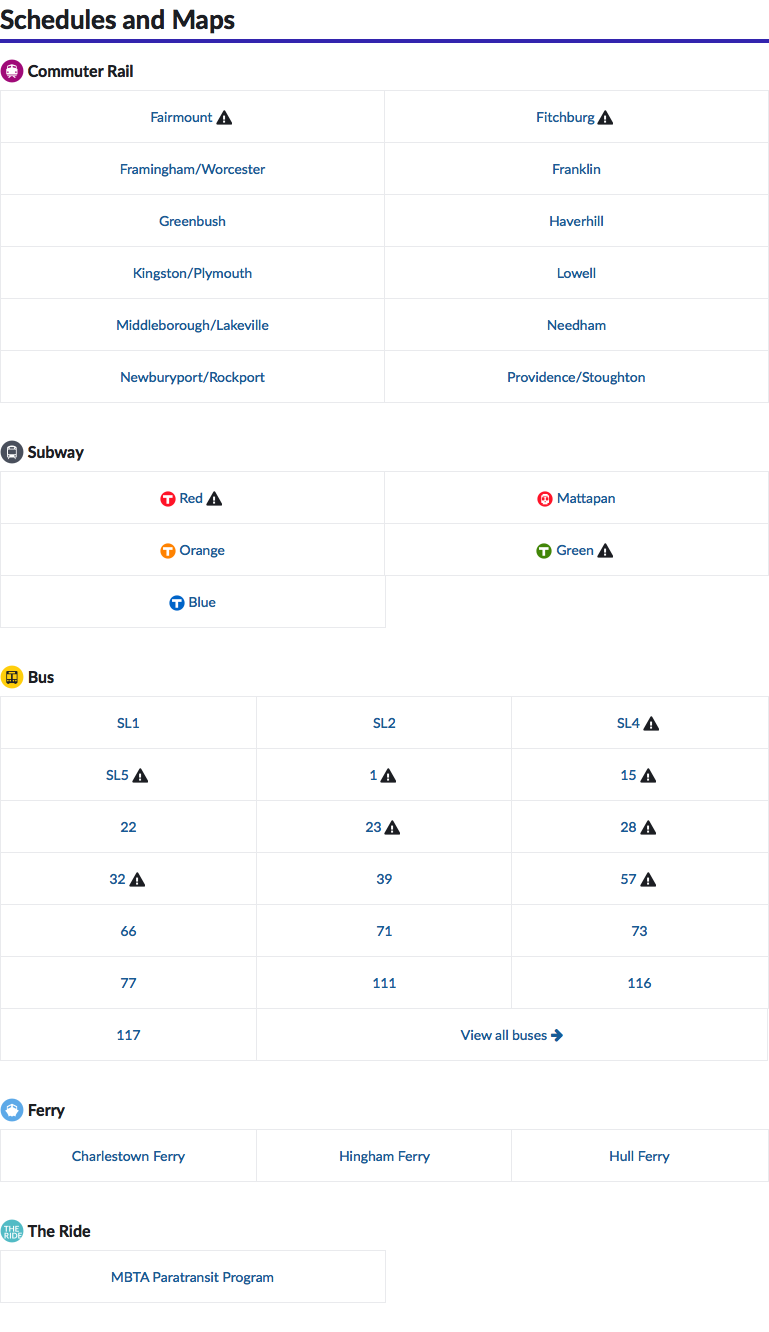 Schedules and Maps
Commuter Rail
Fairmount Fitchburg
Framingham/Worcester Franklin
Greenbush Haverhill
Kingston/Plymouth Lowell
Middleborough/Lakeville Needham
Newburyport/Rockport Providence/Stoughton
Subway
T Red Mattapan
T Orange T Green
T Blue
Bus
SL1 SL2 SL4
SL5 1 15
22 23 28
32 39 57
66 71 73
77 111 116
117 View all buses
Ferry
Charlestown Ferry Hingham Ferry Hull Ferry
THE RIDE The Ride
MBTA Paratransit Program